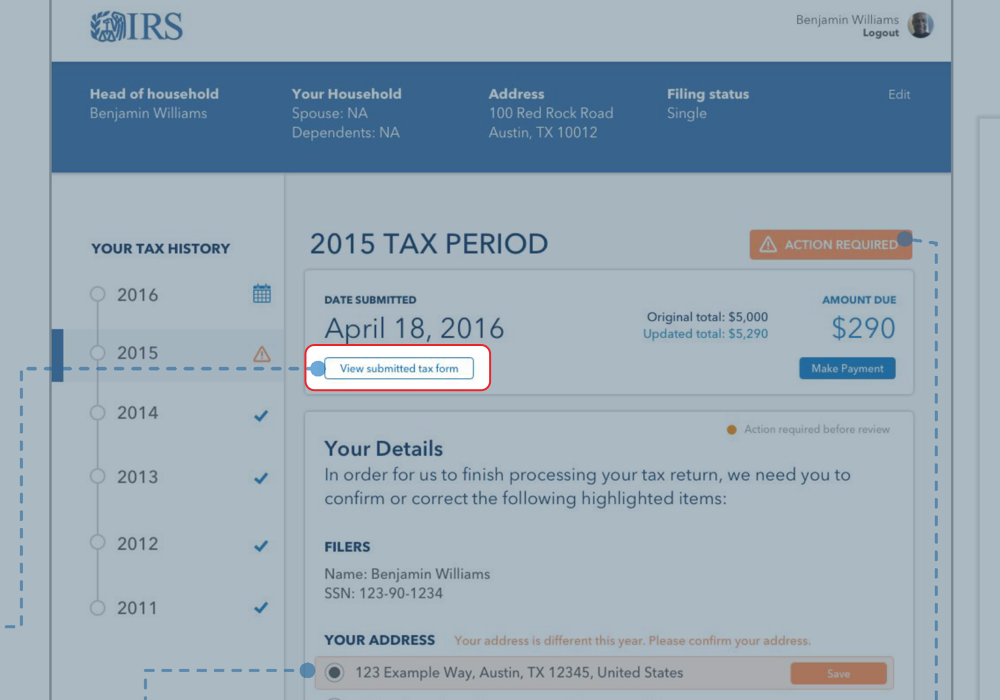 IRS
Benjamin Williams
Logout
Head of household
Benjamin Williams
Your Household
Spouse: NA
Dependents: NA
Address
100 Red Rock Road
Austin, TX 10012
Filing status
Single
Edit
YOUR TAX HISTORY
2016
2015
2014
2013
2012
2011
2015 TAX PERIOD
ACTION REQUIRED
DATE SUBMITTED
April 18, 2016
View submitted tax form
Original total: $5,000
Updated total: $5,290
AMOUNT DUE
$290
Make Payment
Action required before review
Your Details
In order for us to finish processing your tax return, we need you to
confirm or correct the following highlighted items:
FILERS
Name: Benjamin Williams
SSN: 123-90-1234
YOUR ADDRESS Your address is different this year. Please confirm your address.
123 Example Way, Austin, TX 12345, United States
Save